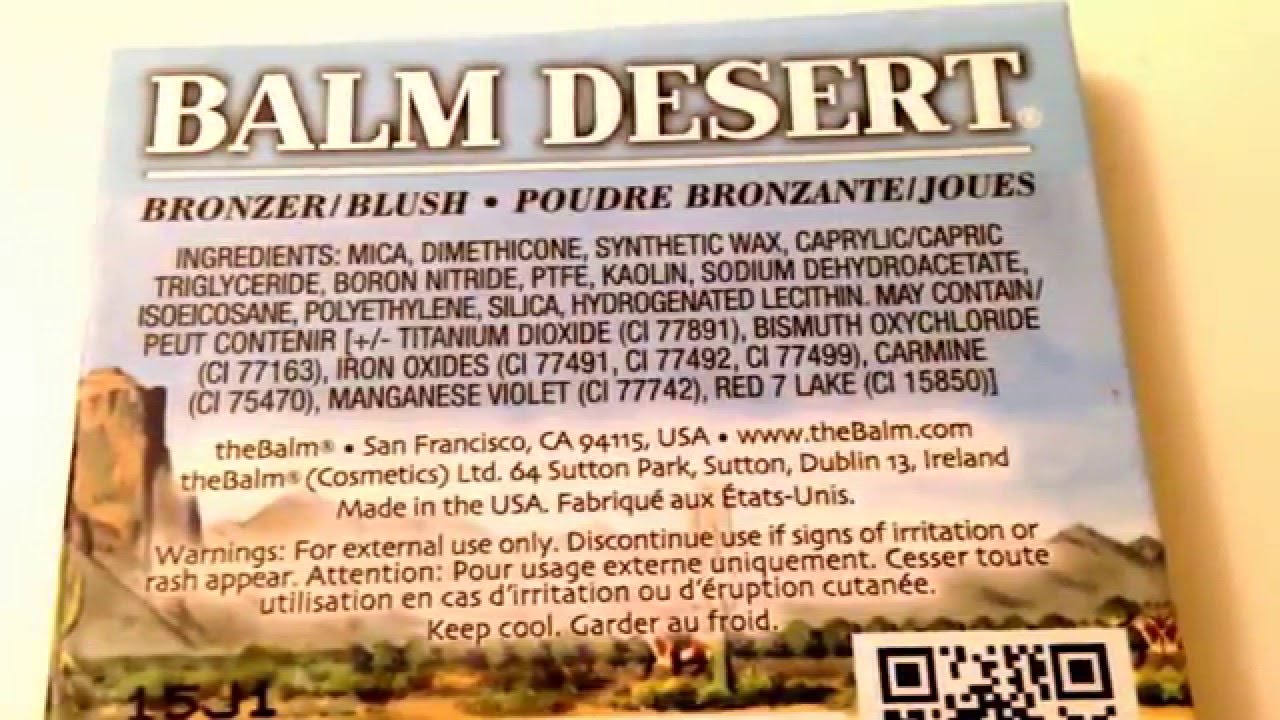 BALM DESERT®
BRONZER/BLUSH • POUDRE BRONZANTE/JOUES
INGREDIENTS: MICA, DIMETHICONE, SYNTHETIC WAX, CAPRYLIC/CAPRIC
TRIGLYCERIDE, BORON NITRIDE, PTFE, KAOLIN, SODIUM DEHYDROACETATE,
ISOEICOSANE, POLYETHYLENE, SILICA, HYDROGENATED LECITHIN. MAY CONTAIN/
PEUT CONTENIR [+/- TITANIUM DIOXIDE (CI 77891), BISMUTH OXYCHLORIDE
(CI 77163), IRON OXIDES (CI 77491, CI 77492, CI 77499), CARMINE
(CI 75470), MANGANESE VIOLET (CI 77742), RED 7 LAKE (CI 15850)]
theBalm® • San Francisco, CA 94115, USA • www.theBalm.com
theBalm® (Cosmetics) Ltd. 64 Sutton Park, Sutton, Dublin 13, Ireland
Made in the USA. Fabriqué aux États-Unis.
Warnings: For external use only. Discontinue use if signs of irritation or
rash appear. Attention: Pour usage externe uniquement. Cesser toute
utilisation en cas d'irritation ou d'éruption cutanée.
Keep cool. Garder au froid.
15J1